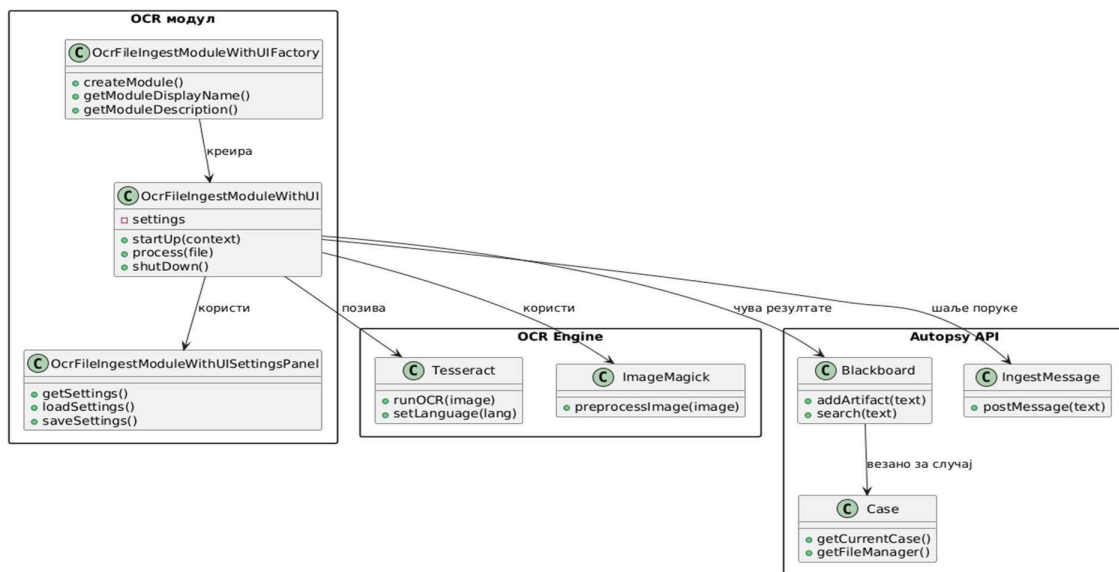 OCR модул
C OcrFileIngestModuleWithUIFactory
createModule()
getModuleDisplayName()
getModuleDescription()
креира
C OcrFileIngestModuleWithUI
settings
startUp(context)
process(file)
shutDown()
користи
позива
користи
чува резултате
шаље поруке
C OcrFileIngestModuleWithUISettingsPanel
getSettings()
loadSettings()
saveSettings()
OCR Engine
C Tesseract
runOCR(image)
setLanguage(lang)
C ImageMagick
preprocessImage(image)
Autopsy API
C Blackboard
addArtifact(text)
search(text)
C IngestMessage
postMessage(text)
везано за случај
C Case
getCurrentCase()
getFileManager()